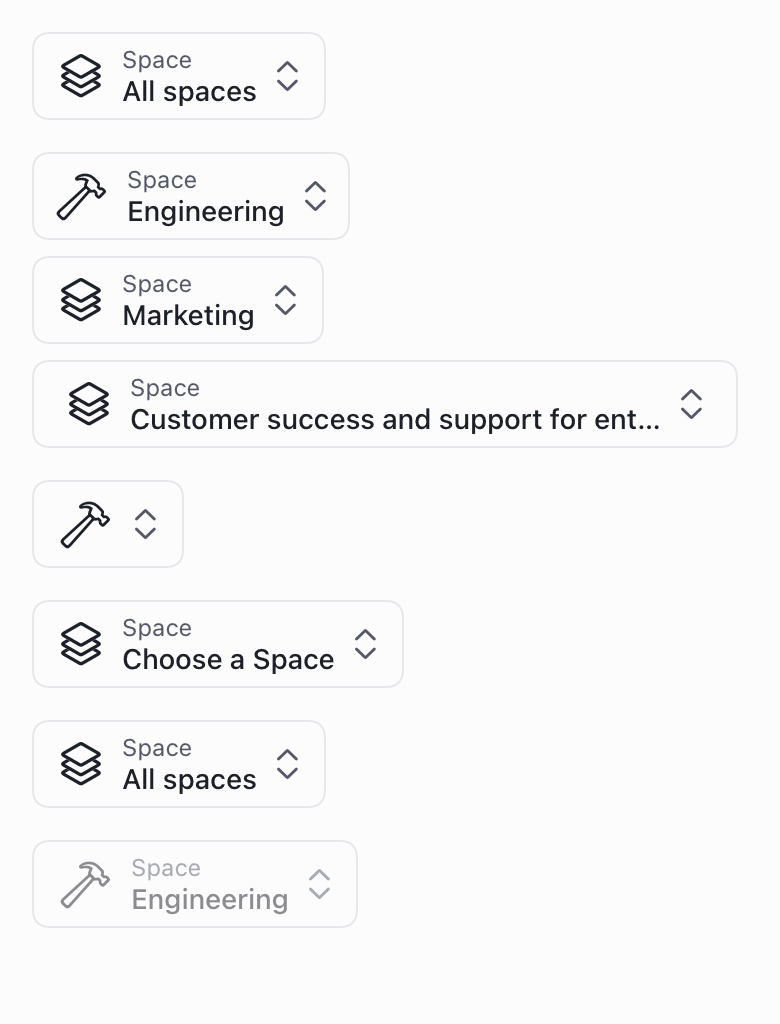 Space
All spaces
Space
Engineering
Space
Marketing
Space
Customer success and support for ent...
Space
Choose a Space
Space
All spaces
Space
Engineering